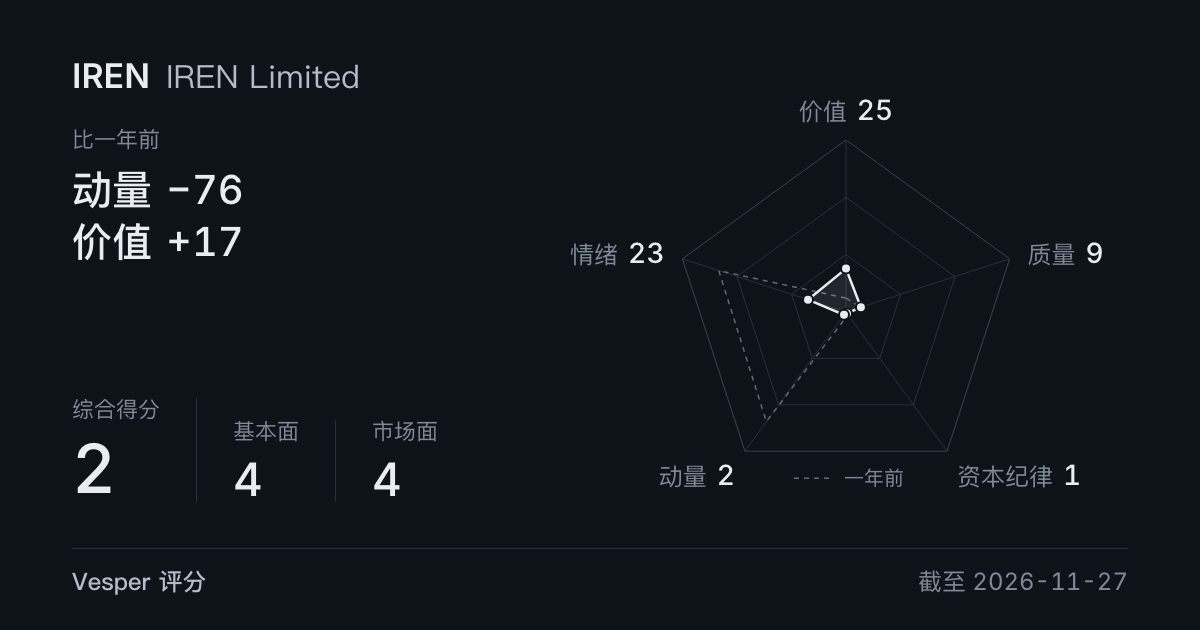 IREN IREN Limited
比一年前
动量 −76
价值 +17
综合得分
2
基本面
4
市场面
4
价值 25
情绪 23
质量 9
动量 2
一年前
资本纪律 1
Vesper 评分
截至 2026-11-27